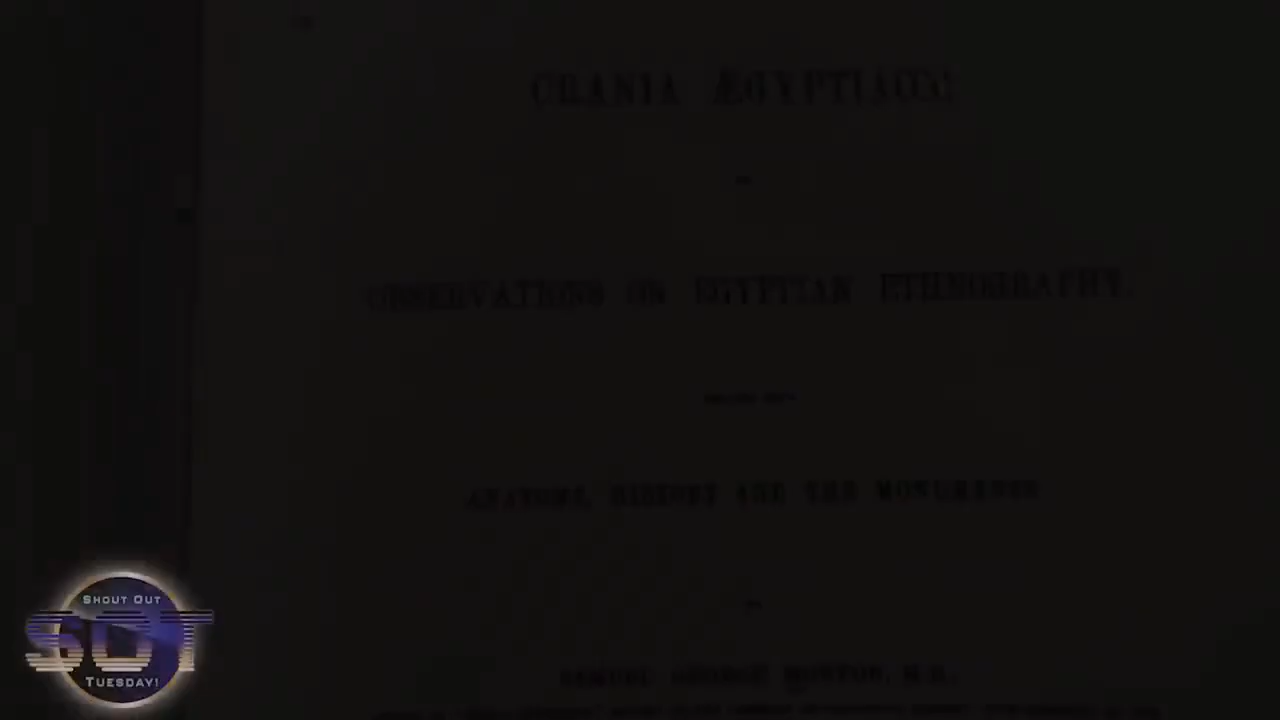 CRANIA ÆGYPTIACA;
OBSERVATIONS ON EGYPTIAN ETHNOGRAPHY,
ANATOMY, HISTORY AND THE MONUMENTS
SAMUEL GEORGE MORTON, M.D.
SHOUT OUT
SOT
TUESDAY!